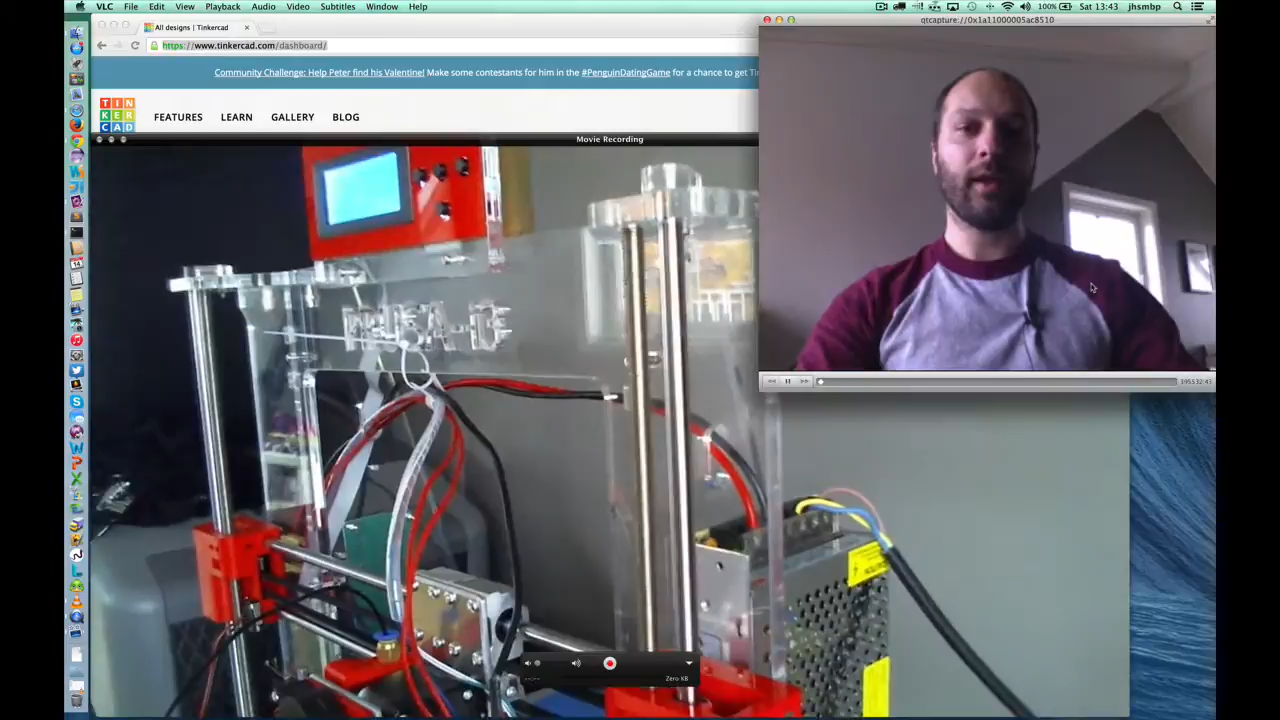 VLC File Edit View Playback Audio Video Subtitles Window Help
100% Sat 13:43 jhsmbp
All designs | Tinkercad
qtcapture://0x1a11000005ac8510
https://www.tinkercad.com/dashboard/
Community Challenge: Help Peter find his Valentine! Make some contestants for him in the #PenguinDatingGame for a chance to get
TIN
KER
CAD
FEATURES LEARN GALLERY BLOG
Movie Recording
Zero KB